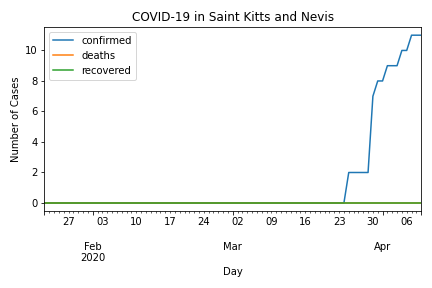 COVID-19 in Saint Kitts and Nevis
confirmed
deaths
recovered
Number of Cases
10
8
6
4
2
0
27 03 10 17 24 02 09 16 23 30 06
Feb Mar Apr
2020
Day